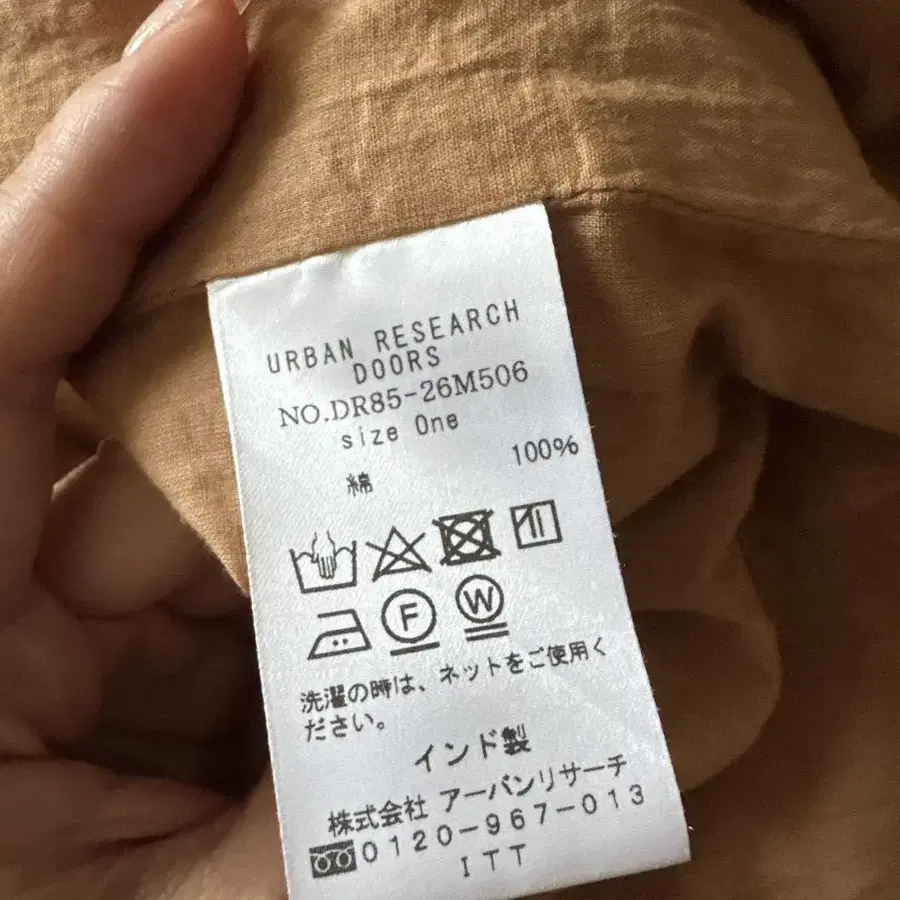 URBAN RESEARCH
DOORS
NO.DR85-26M506
size One
綿 100%
F W
洗濯の時は、ネットをご使用く
ださい。
インド製
株式会社 アーバンリサーチ
0120-967-013
ITT